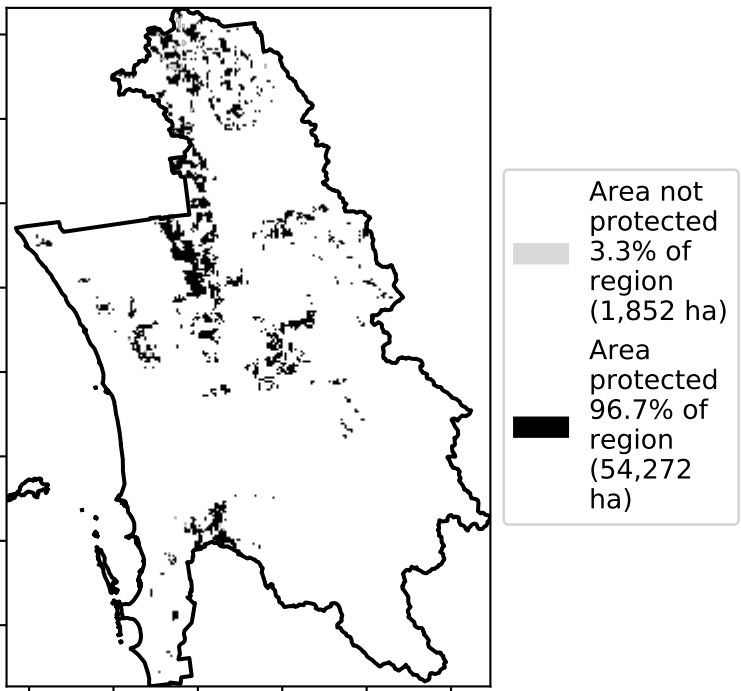 Area not
protected
3.3% of
region
(1,852 ha)
Area
protected
96.7% of
region
(54,272
ha)